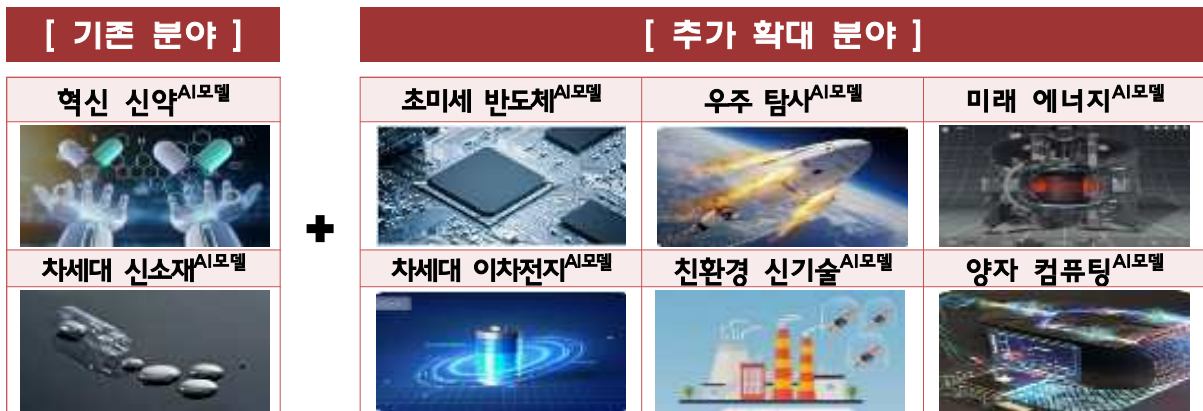 [ 기존 분야 ]
[ 추가 확대 분야 ]
혁신 신약AI모델
초미세 반도체AI모델
우주 탐사AI모델
미래 에너지AI모델
+
차세대 신소재AI모델
차세대 이차전지AI모델
친환경 신기술AI모델
양자 컴퓨팅AI모델